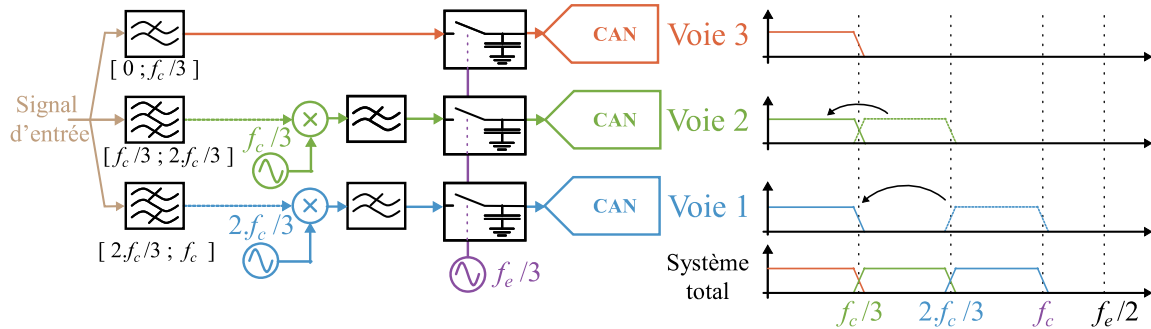 CAN
Voie 3
[ 0 ; fc /3 ]
Signal
d'entrée
fc /3
CAN
Voie 2
[ fc /3 ; 2.fc /3 ]
2.fc /3
CAN
Voie 1
[ 2.fc /3 ; fc ]
fe /3
Système
total
fc /3
2.fc /3
fc
fe /2